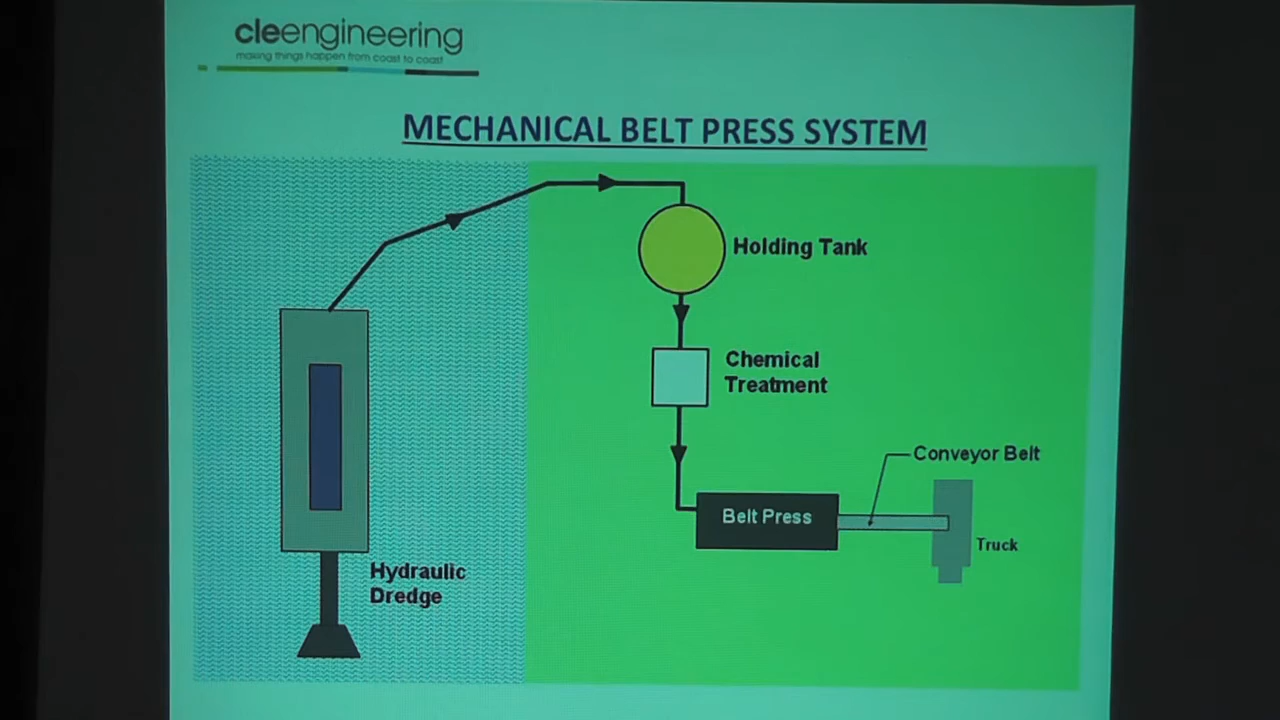 cleengineering
making things happen from coast to coast
MECHANICAL BELT PRESS SYSTEM
Holding Tank
Chemical
Treatment
Conveyor Belt
Belt Press
Truck
Hydraulic
Dredge